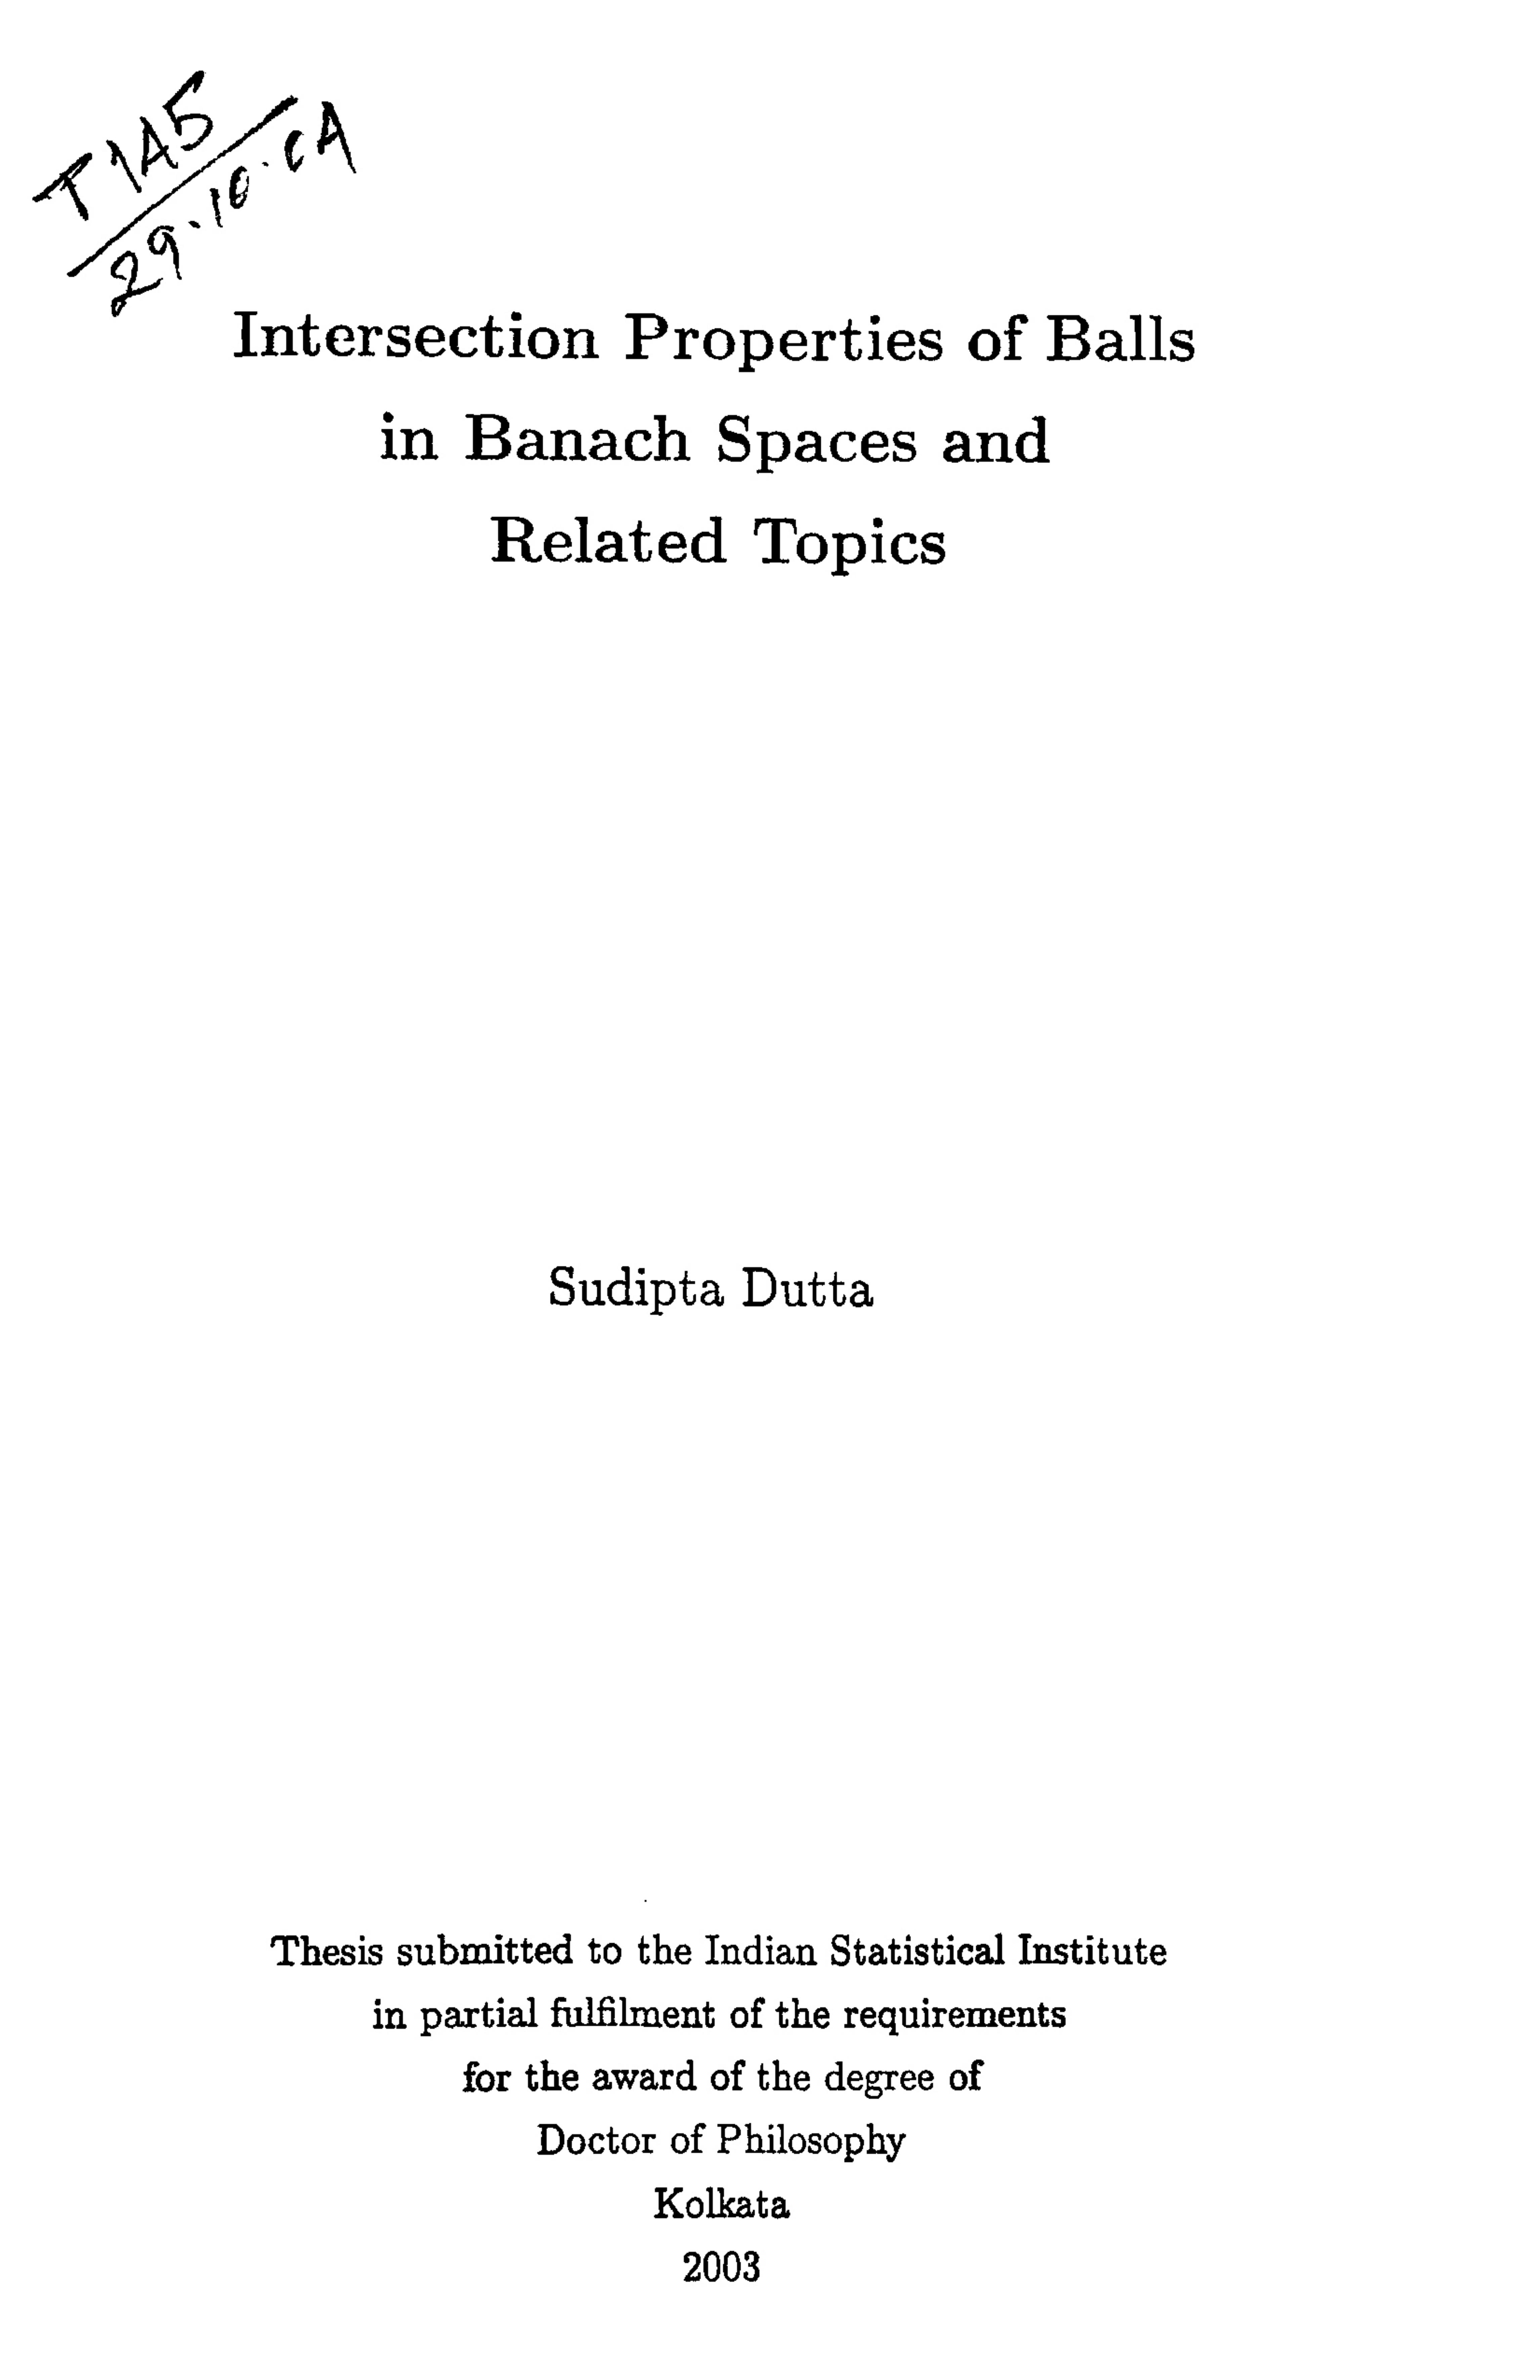 T145
29.10.04
Intersection Properties of Balls
in Banach Spaces and
Related Topics
Sudipta Dutta
Thesis submitted to the Indian Statistical Institute
in partial fulfilment of the requirements
for the award of the degree of
Doctor of Philosophy
Kolkata
2003